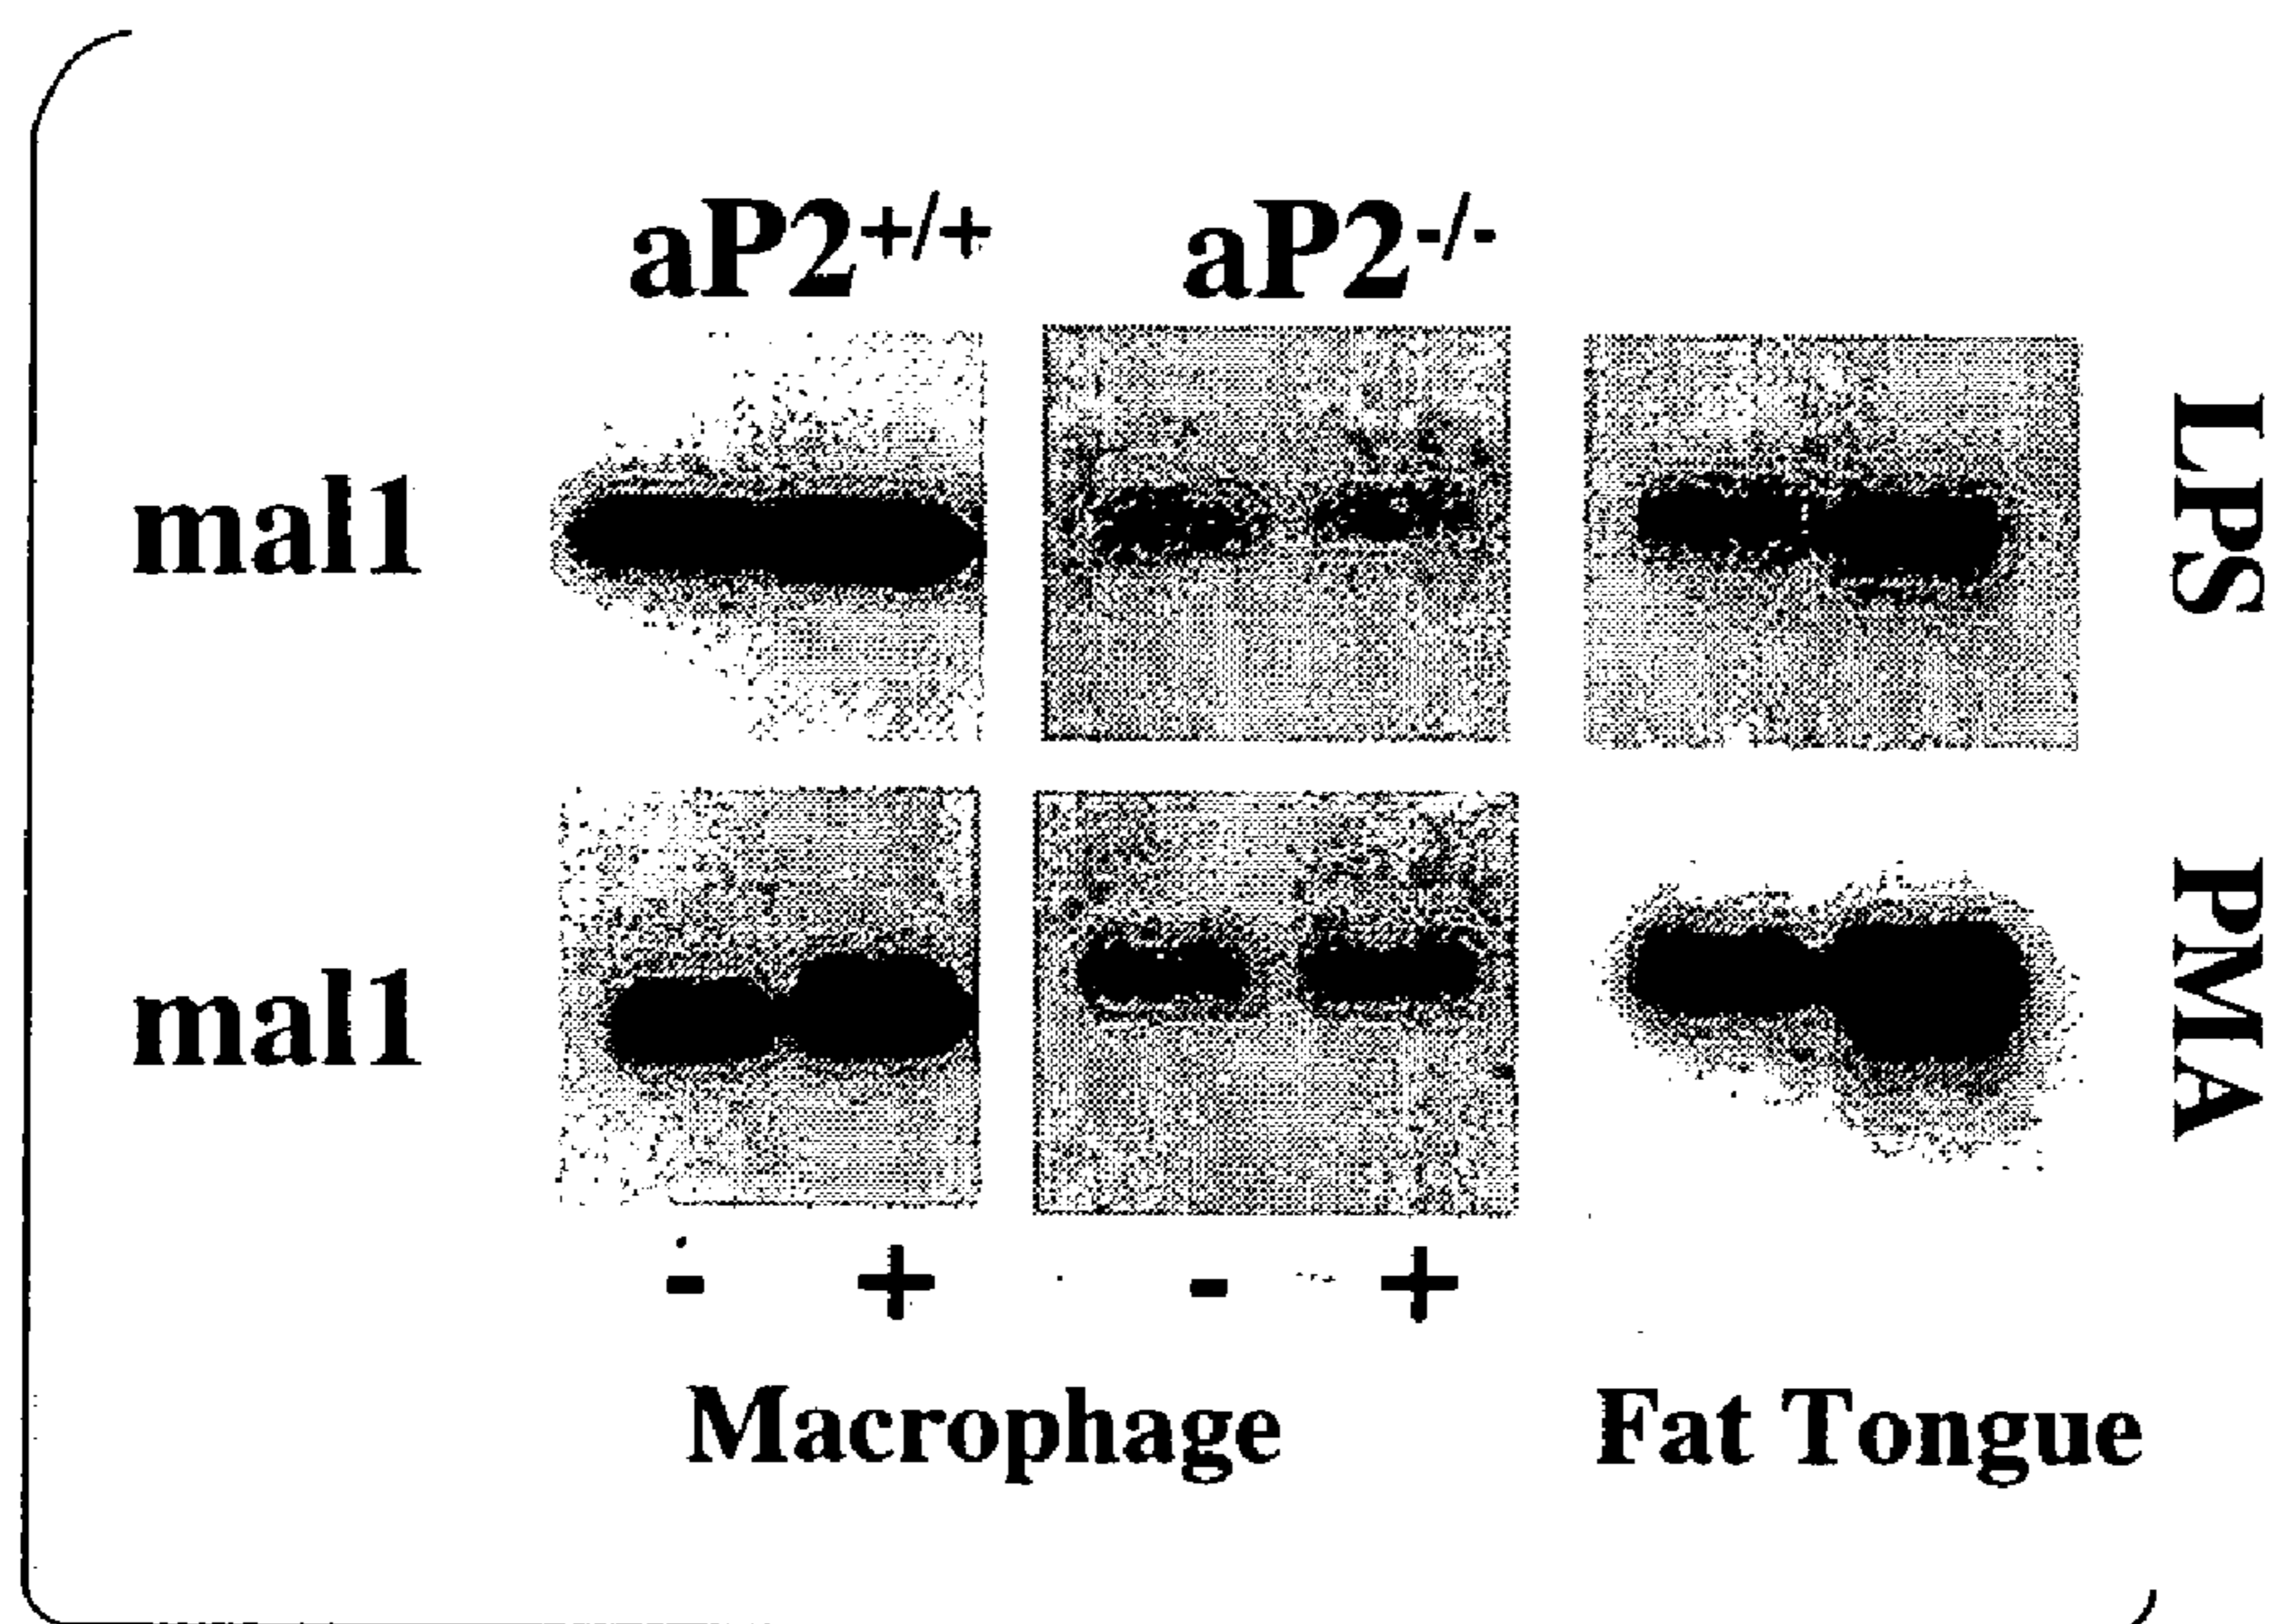 aP2+/+ aP2-/-
mal1 LPS
mal1 PMA
- + - +
Macrophage Fat Tongue